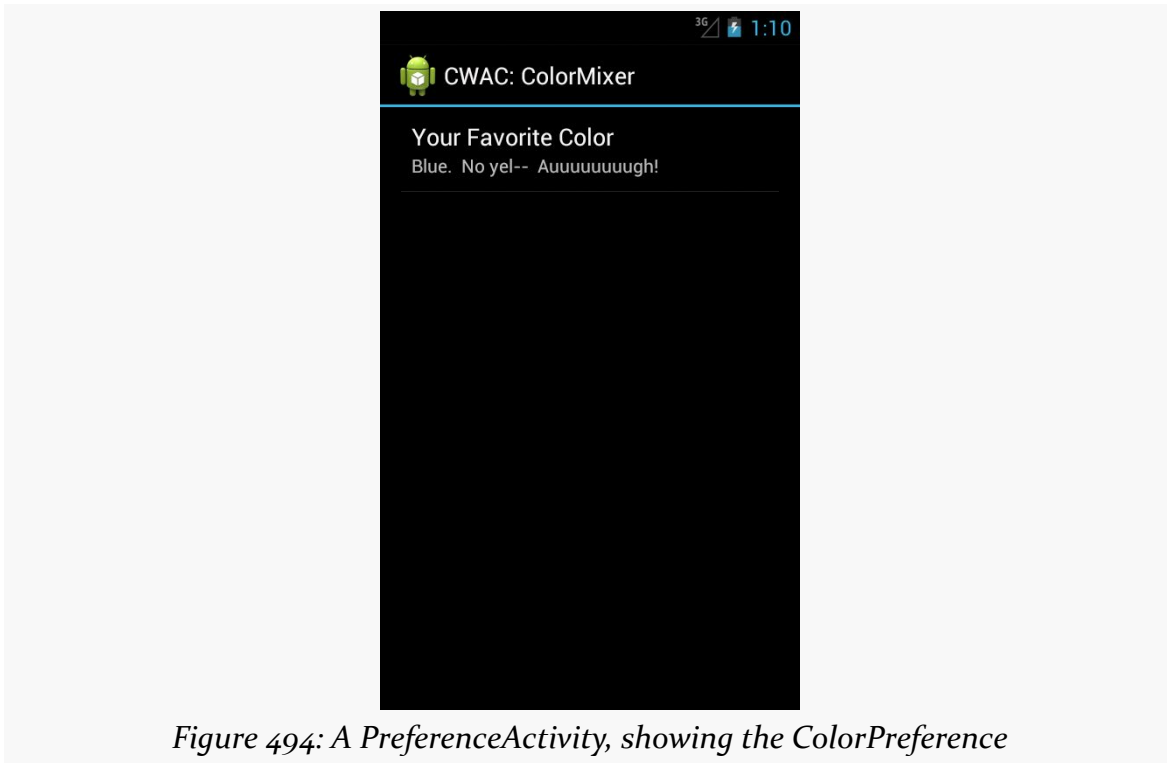 3G 1:10
CWAC: ColorMixer
Your Favorite Color
Blue.  No yel--  Auuuuuuuugh!
Figure 494: A PreferenceActivity, showing the ColorPreference